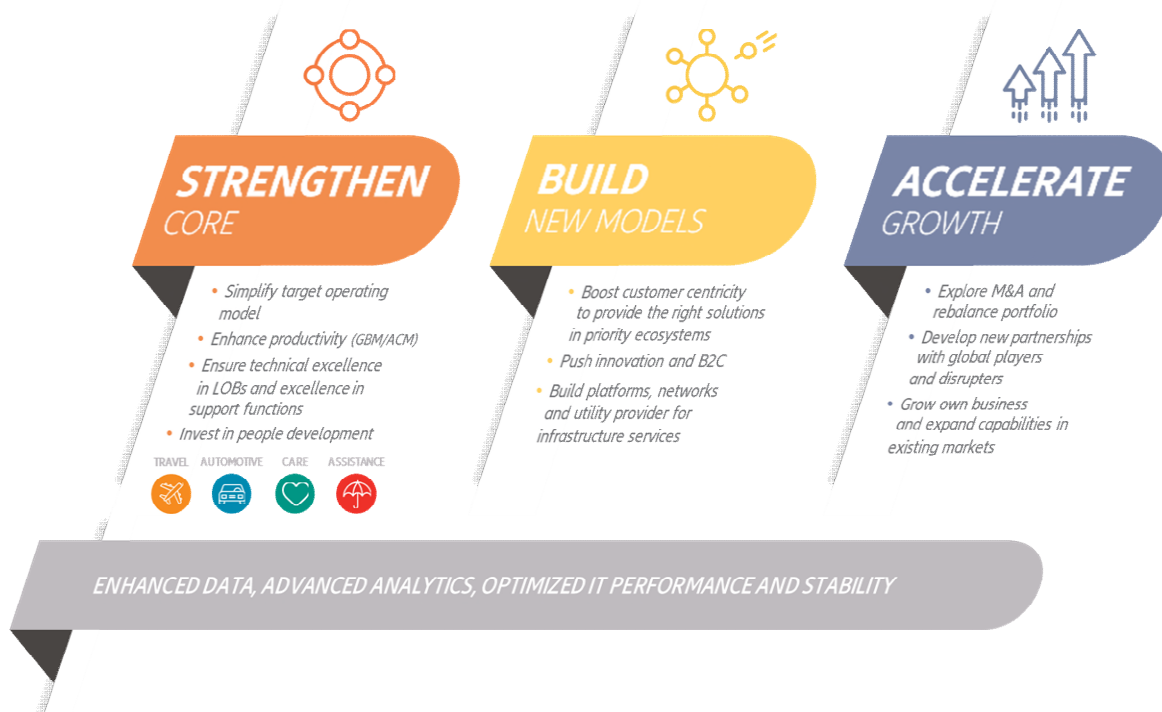 STRENGTHEN
CORE
• Simplify target operating
model
• Enhance productivity (GBM/ACM)
• Ensure technical excellence
in LOBs and excellence in
support functions
• Invest in people development
TRAVEL AUTOMOTIVE CARE ASSISTANCE
BUILD
NEW MODELS
• Boost customer centricity
to provide the right solutions
in priority ecosystems
• Push innovation and B2C
• Build platforms, networks
and utility provider for
infrastructure services
ACCELERATE
GROWTH
• Explore M&A and
rebalance portfolio
• Develop new partnerships
with global players
and disrupters
• Grow own business
and expand capabilities in
existing markets
ENHANCED DATA, ADVANCED ANALYTICS, OPTIMIZED IT PERFORMANCE AND STABILITY